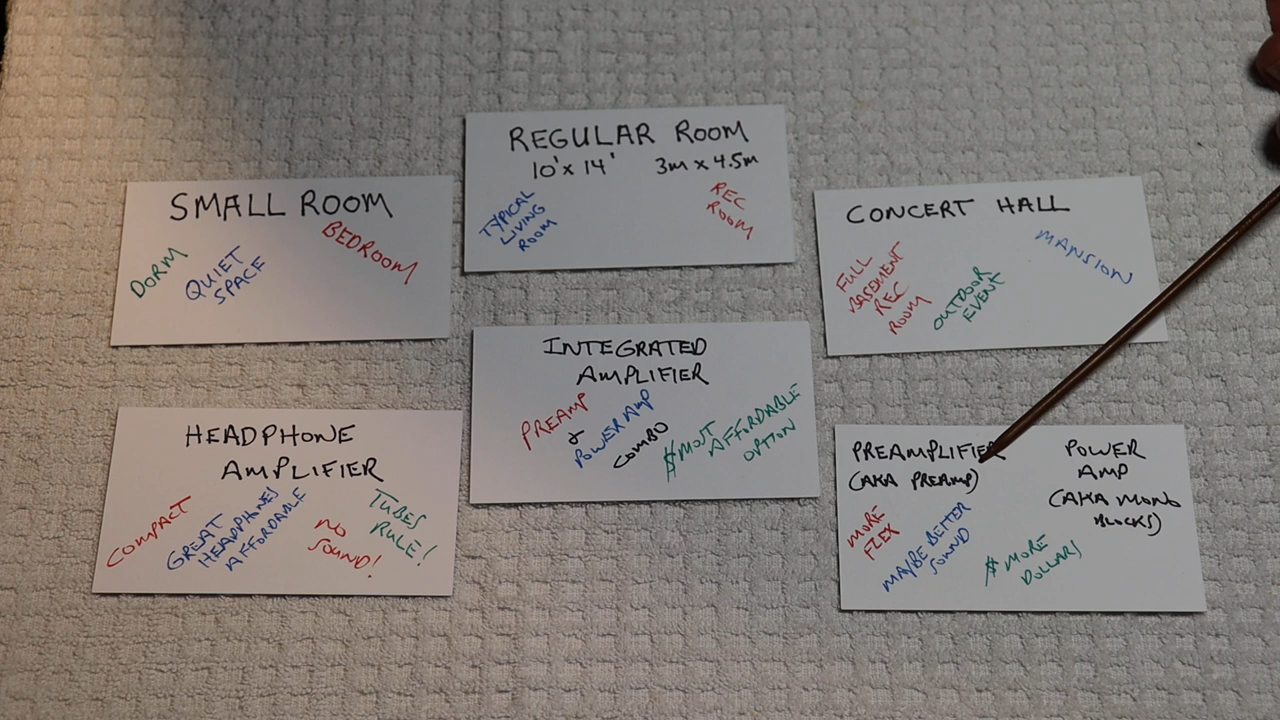 SMALL ROOM
DORM
QUIET
SPACE
BEDROOM
REGULAR ROOM
10' x 14' 3m x 4.5m
TYPICAL
LIVING
ROOM
REC
ROOM
CONCERT HALL
FULL
BASEMENT
REC
ROOM
OUTDOOR
EVENT
MANSION
HEADPHONE
AMPLIFIER
COMPACT
GREAT
HEADPHONES
AFFORDABLE
NO
SOUND!
TUBES
RULE!
INTEGRATED
AMPLIFIER
PREAMP
&
POWER AMP
COMBO
$ MOST
AFFORDABLE
OPTION
PREAMPLIFIER
(AKA PREAMP)
MORE
FLEX
MAYBE BETTER
SOUND
$ MORE
DOLLARS
POWER
AMP
(AKA MONO
BLOCKS)